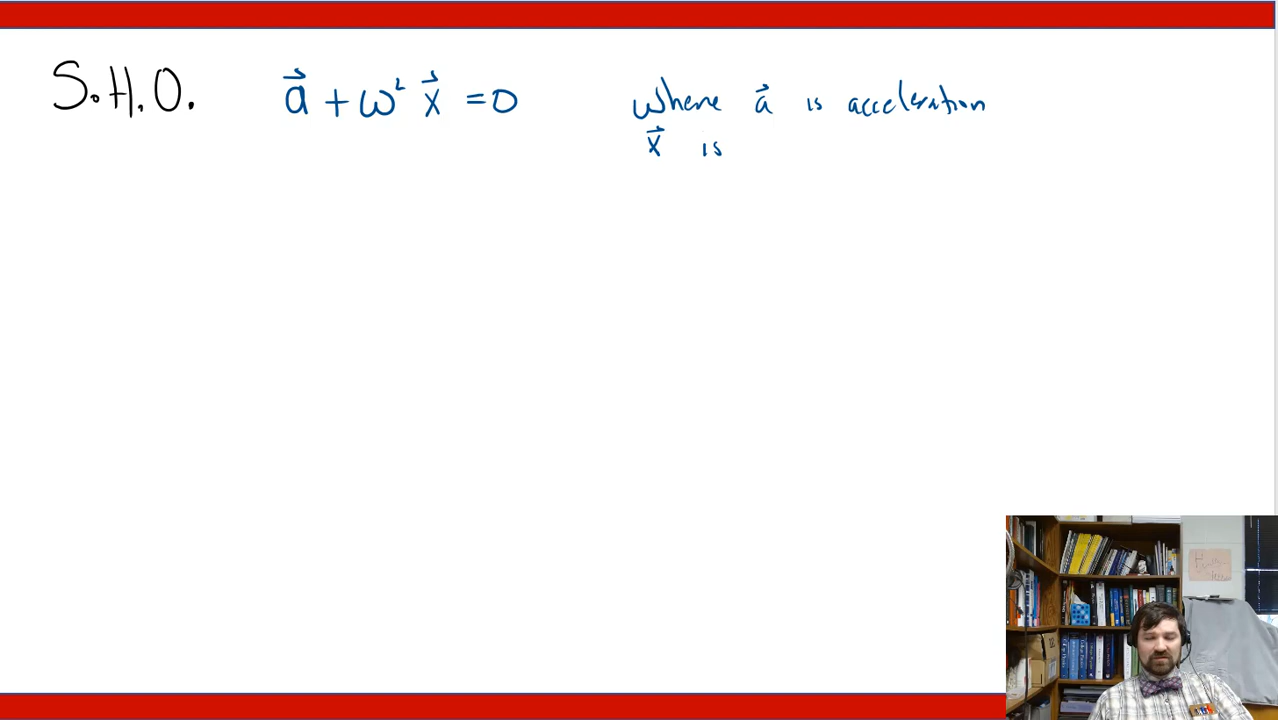 S.H.O. a⃗ + ω² x⃗ = 0 where a⃗ is acceleration
x⃗ is